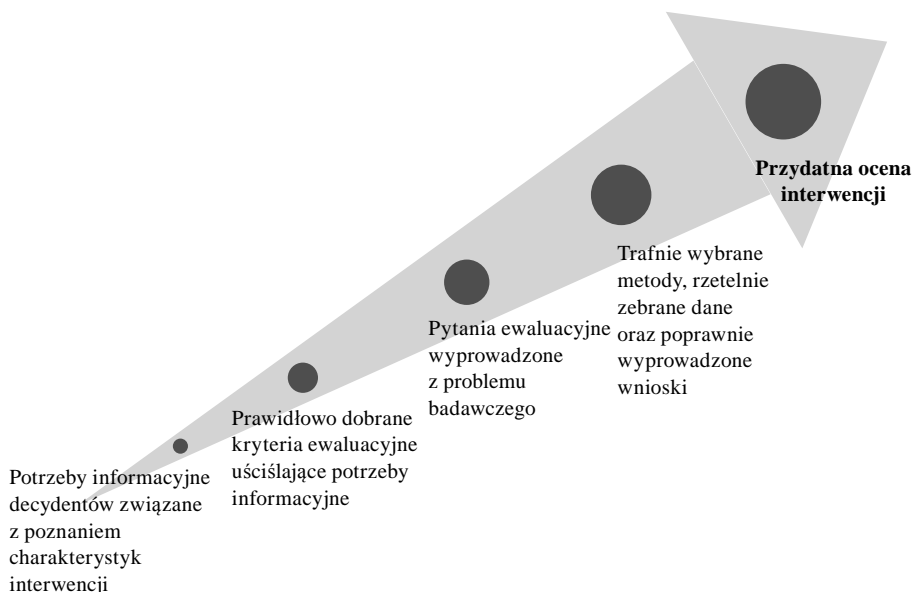 Potrzeby informacyjne
decydentów związane
z poznaniem
charakterystyk
interwencji
Prawidłowo dobrane
kryteria ewaluacyjne
uściślające potrzeby
informacyjne
Pytania ewaluacyjne
wyprowadzone
z problemu
badawczego
Trafnie wybrane
metody, rzetelnie
zebrane dane
oraz poprawnie
wyprowadzone
wnioski
Przydatna ocena
interwencji